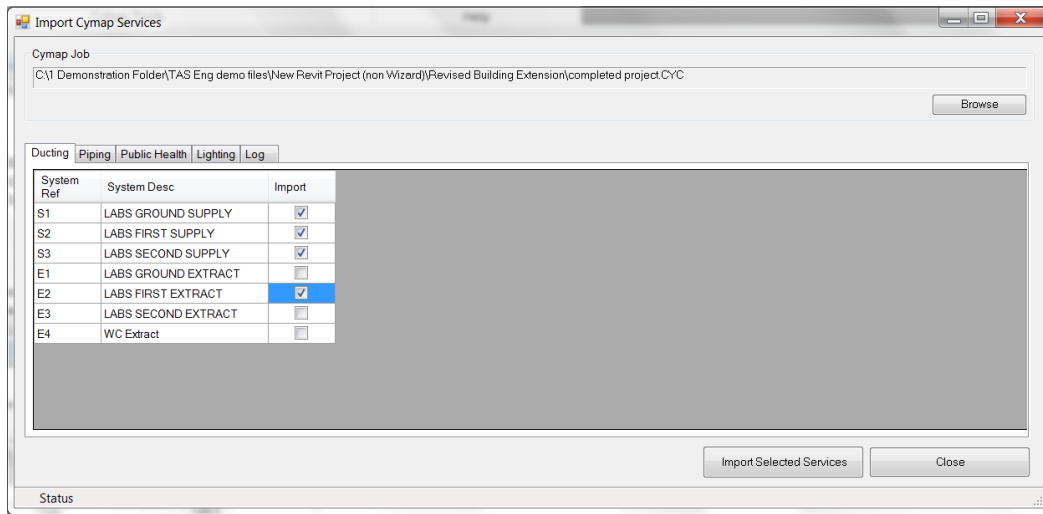 Import Cymap Services
Cymap Job
C:\1 Demonstration Folder\TAS Eng demo files\New Revit Project (non Wizard)\Revised Building Extension\completed project.CYC
Browse
Ducting Piping Public Health Lighting Log
System Ref System Desc Import
S1 LABS GROUND SUPPLY
S2 LABS FIRST SUPPLY
S3 LABS SECOND SUPPLY
E1 LABS GROUND EXTRACT
E2 LABS FIRST EXTRACT
E3 LABS SECOND EXTRACT
E4 WC Extract
Import Selected Services Close
Status